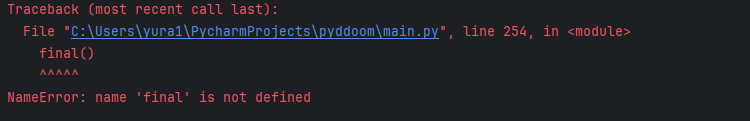 Traceback (most recent call last):
  File "C:\Users\yura1\PycharmProjects\pyddoom\main.py", line 254, in <module>
    final()
    ^^^^^
NameError: name 'final' is not defined